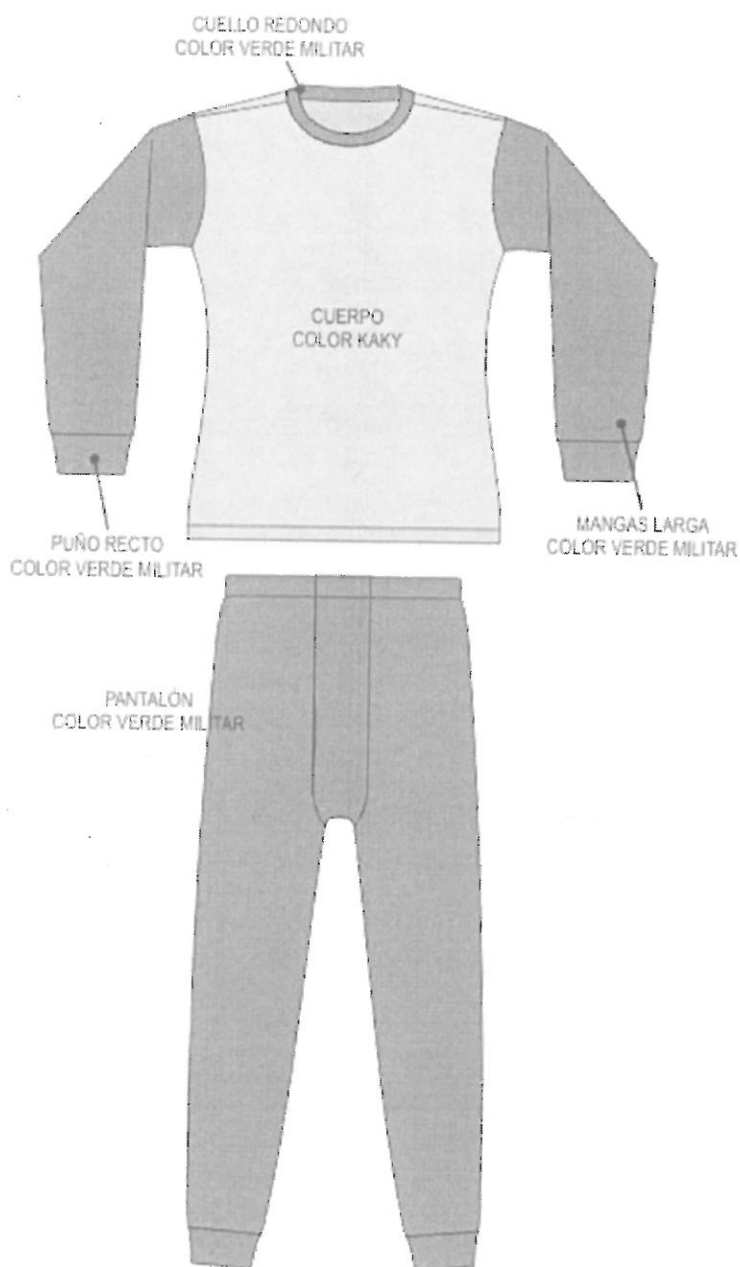 CUELLO REDONDO
COLOR VERDE MILITAR
CUERPO
COLOR KAKY
PUÑO RECTO
COLOR VERDE MILITAR
MANGAS LARGA
COLOR VERDE MILITAR
PANTALÓN
COLOR VERDE MILITAR